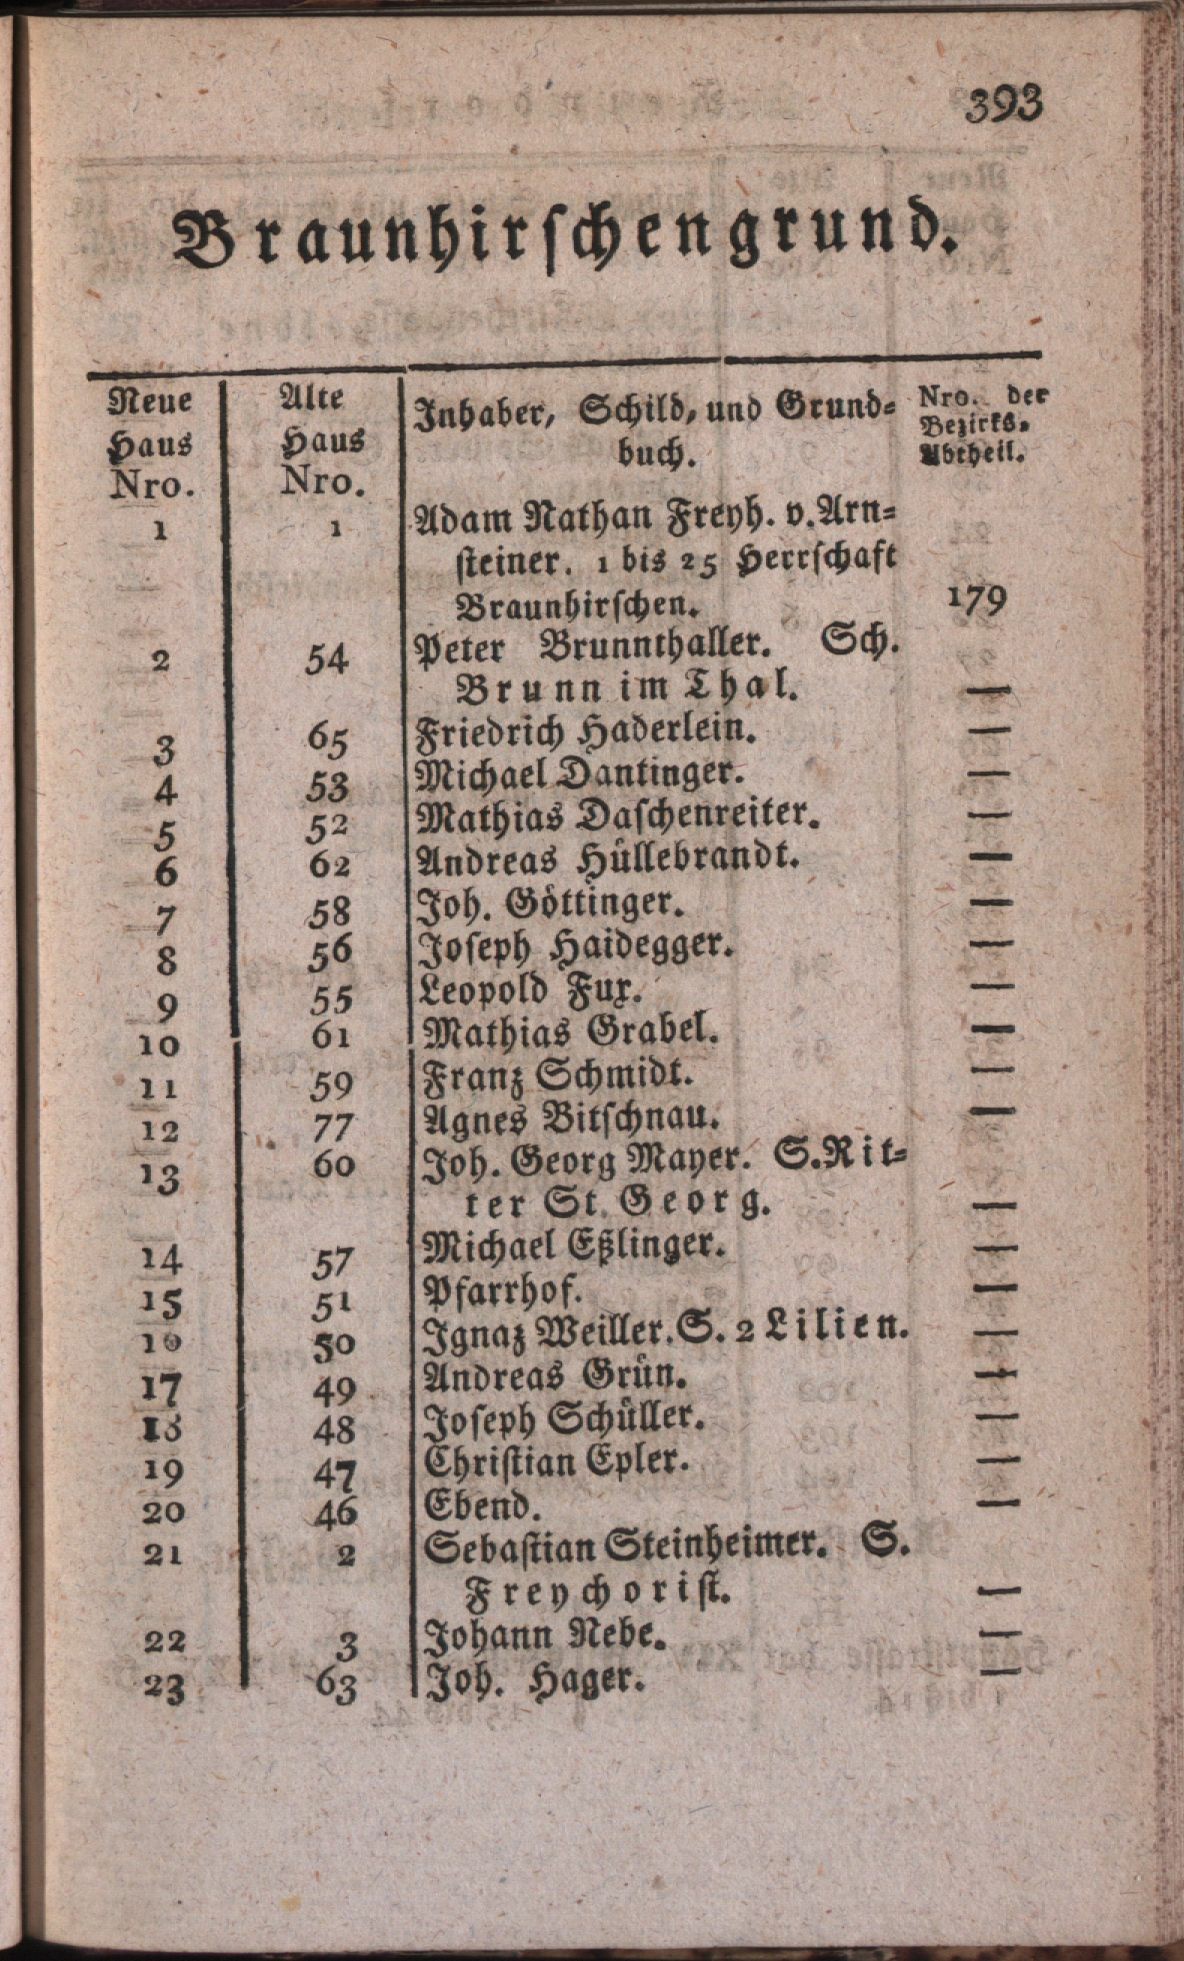 393
Braunhirschengrund.
Neue Haus Nro. Alte Haus Nro. Inhaber, Schild, und Grund= buch. Nro. der Bezirks= Abtheil.
1 1 Adam Nathan Freyh. v. Arn=
steiner. 1 bis 25 Herrschaft
Braunhirschen. 179
2 54 Peter Brunnthaller. Sch.
Brunn im Thal. —
3 65 Friedrich Haderlein. —
4 53 Michael Dantinger. —
5 52 Mathias Daschenreiter. —
6 62 Andreas Hüllebrandt. —
7 58 Joh. Göttinger. —
8 56 Joseph Haidegger. —
9 55 Leopold Fux. —
10 61 Mathias Grabel. —
11 59 Franz Schmidt. —
12 77 Agnes Bitschnau. —
13 60 Joh. Georg Mayer. S. Rit=
ter St. Georg. —
14 57 Michael Eßlinger. —
15 51 Pfarrhof. —
16 50 Ignaz Weiller. S. 2 Lilien. —
17 49 Andreas Grün. —
18 48 Joseph Schüller. —
19 47 Christian Epler. —
20 46 Ebend. —
21 2 Sebastian Steinheimer. S.
Freychorist. —
22 3 Johann Nebe. —
23 63 Joh. Hager. —